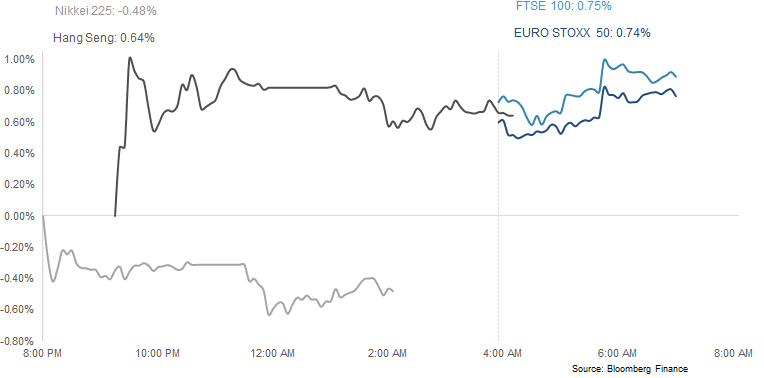 Nikkei 225: -0.48%
FTSE 100: 0.75%
Hang Seng: 0.64%
EURO STOXX 50: 0.74%
1.00%
0.80%
0.60%
0.40%
0.20%
0.00%
-0.20%
-0.40%
-0.60%
-0.80%
8:00 PM 10:00 PM 12:00 AM 2:00 AM 4:00 AM 6:00 AM 8:00 AM
Source: Bloomberg Finance